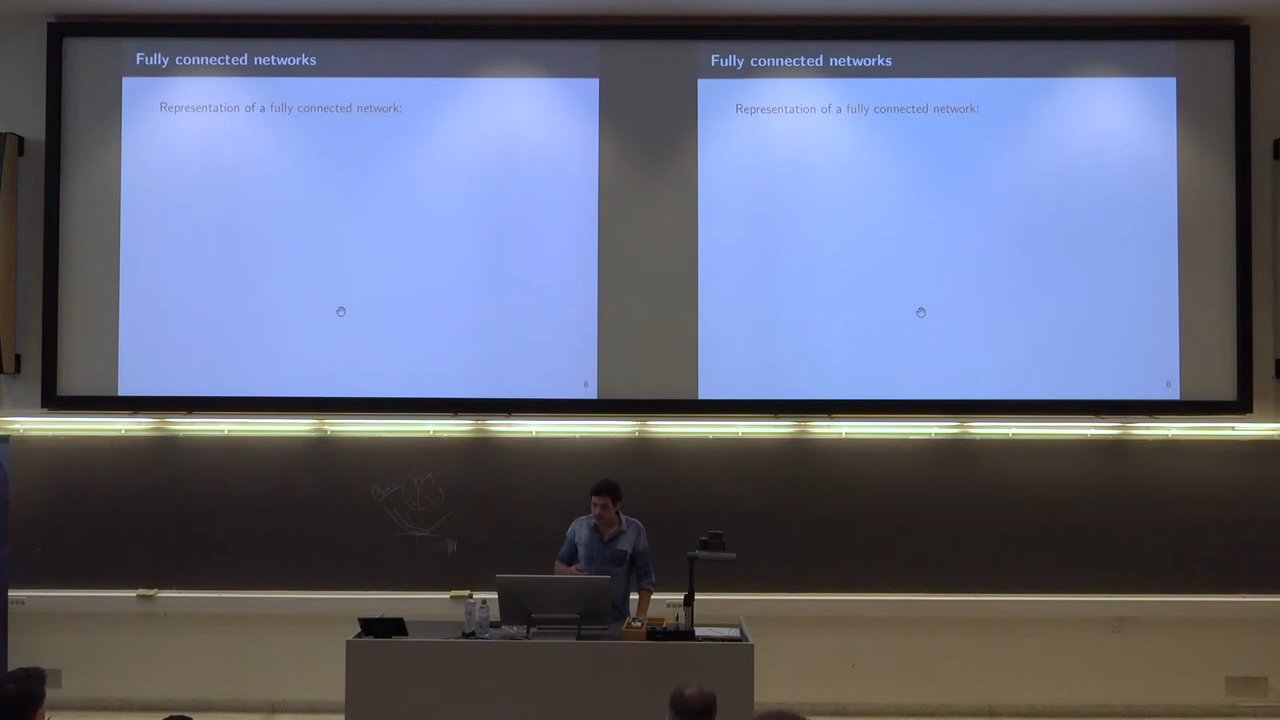 Fully connected networks
Representation of a fully connected network:
8
Fully connected networks
Representation of a fully connected network:
8